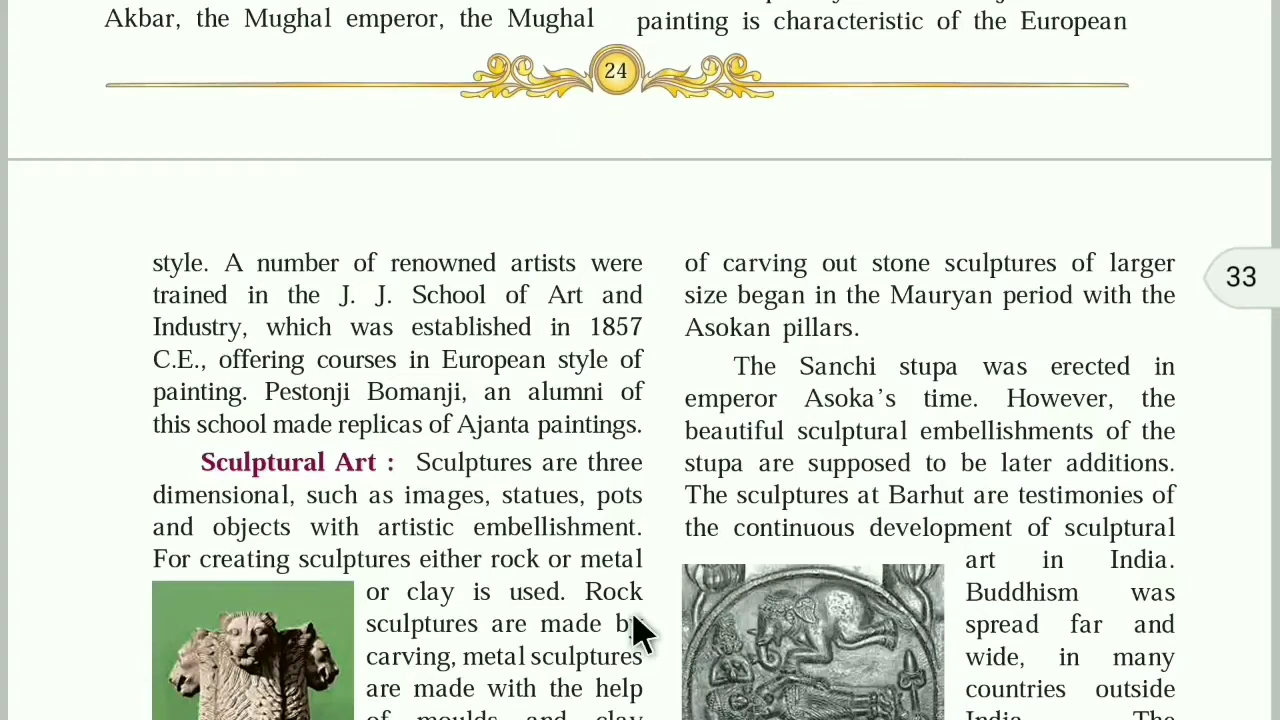 Akbar, the Mughal emperor, the Mughal
painting is characteristic of the European
24
33
style. A number of renowned artists were
trained in the J. J. School of Art and
Industry, which was established in 1857
C.E., offering courses in European style of
painting. Pestonji Bomanji, an alumni of
this school made replicas of Ajanta paintings.
Sculptural Art : Sculptures are three
dimensional, such as images, statues, pots
and objects with artistic embellishment.
For creating sculptures either rock or metal
or clay is used. Rock
sculptures are made by
carving, metal sculptures
are made with the help
of moulds and clay
of carving out stone sculptures of larger
size began in the Mauryan period with the
Asokan pillars.
The Sanchi stupa was erected in
emperor Asoka's time. However, the
beautiful sculptural embellishments of the
stupa are supposed to be later additions.
The sculptures at Barhut are testimonies of
the continuous development of sculptural
art in India.
Buddhism was
spread far and
wide, in many
countries outside
India. The